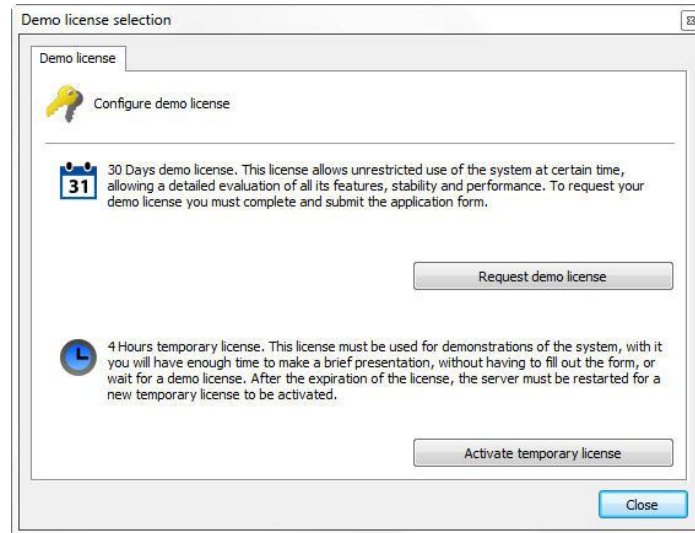 Demo license selection
Demo license
Configure demo license
31
30 Days demo license. This license allows unrestricted use of the system at certain time,
allowing a detailed evaluation of all its features, stability and performance. To request your
demo license you must complete and submit the application form.
Request demo license
4 Hours temporary license. This license must be used for demonstrations of the system, with it
you will have enough time to make a brief presentation, without having to fill out the form, or
wait for a demo license. After the expiration of the license, the server must be restarted for a
new temporary license to be activated.
Activate temporary license
Close